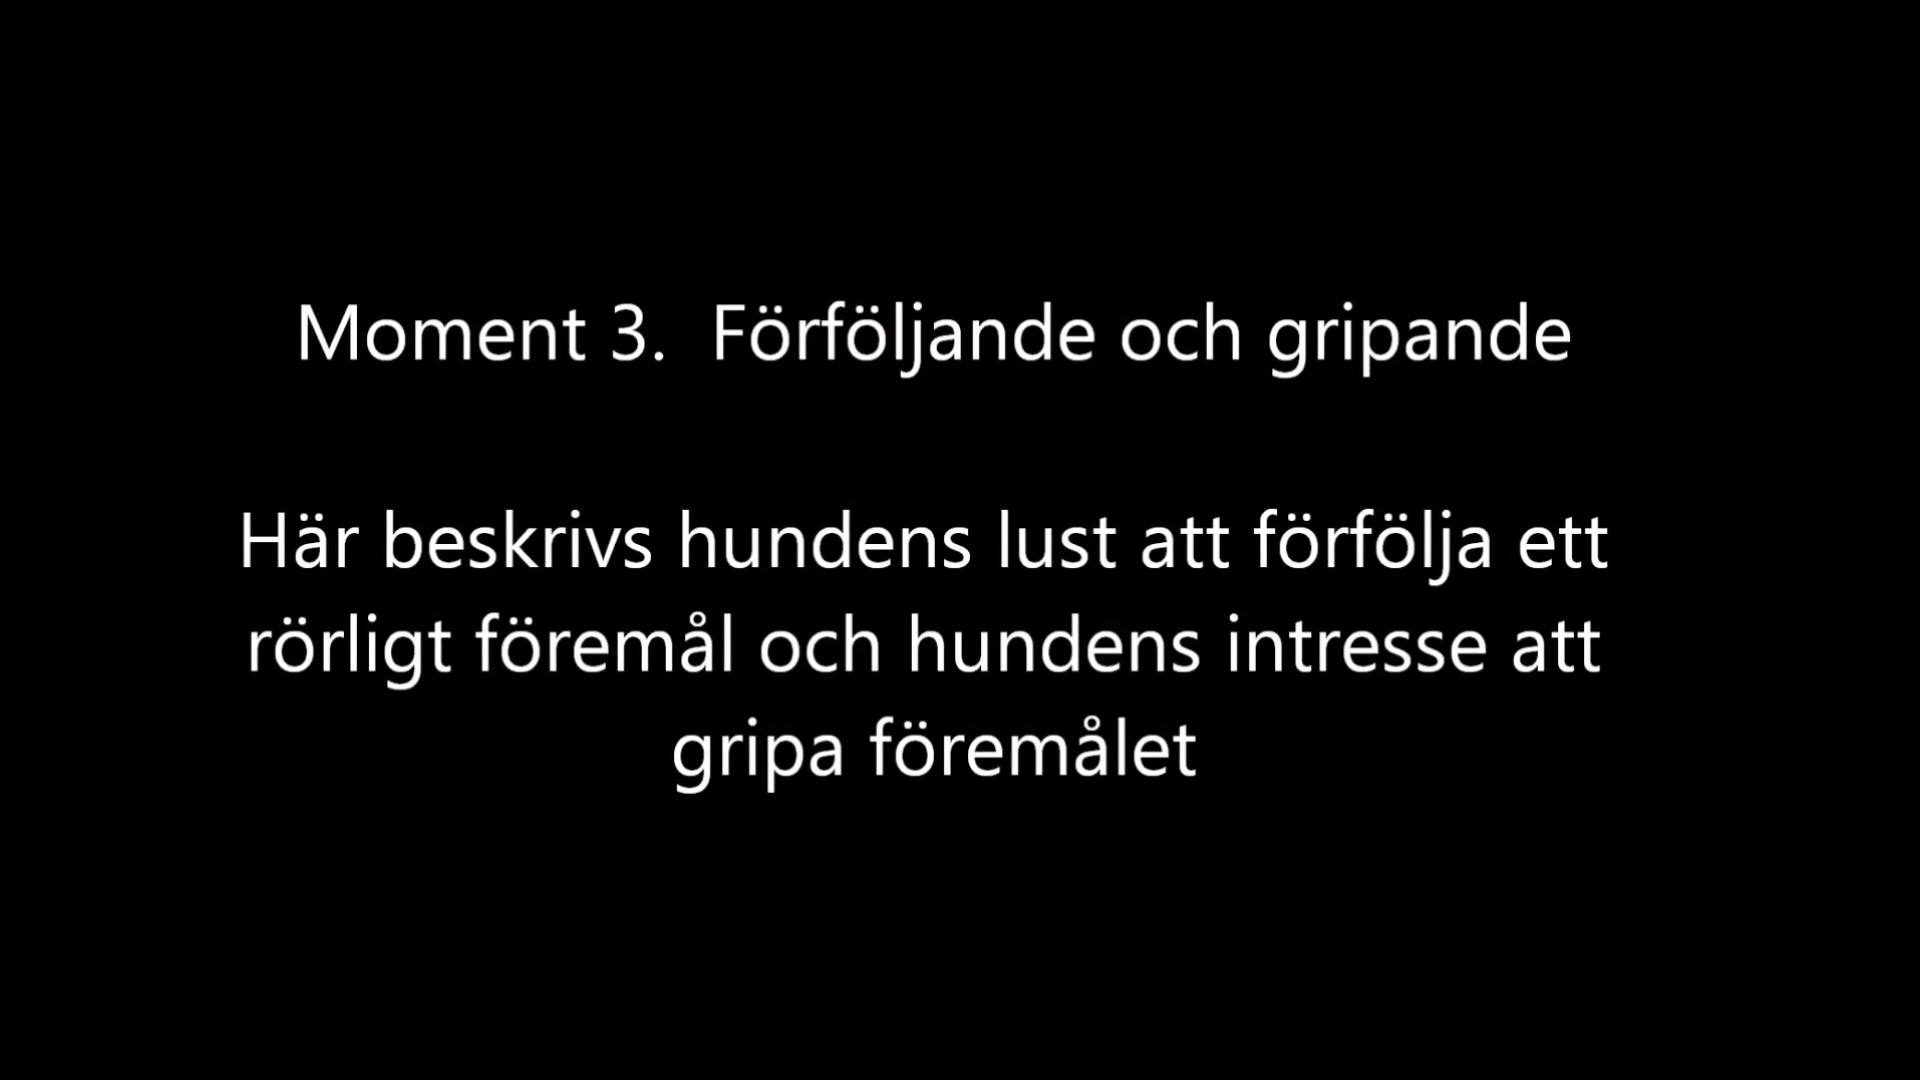 Moment 3.  Förföljande och gripande
Här beskrivs hundens lust att förfölja ett
rörligt föremål och hundens intresse att
gripa föremålet